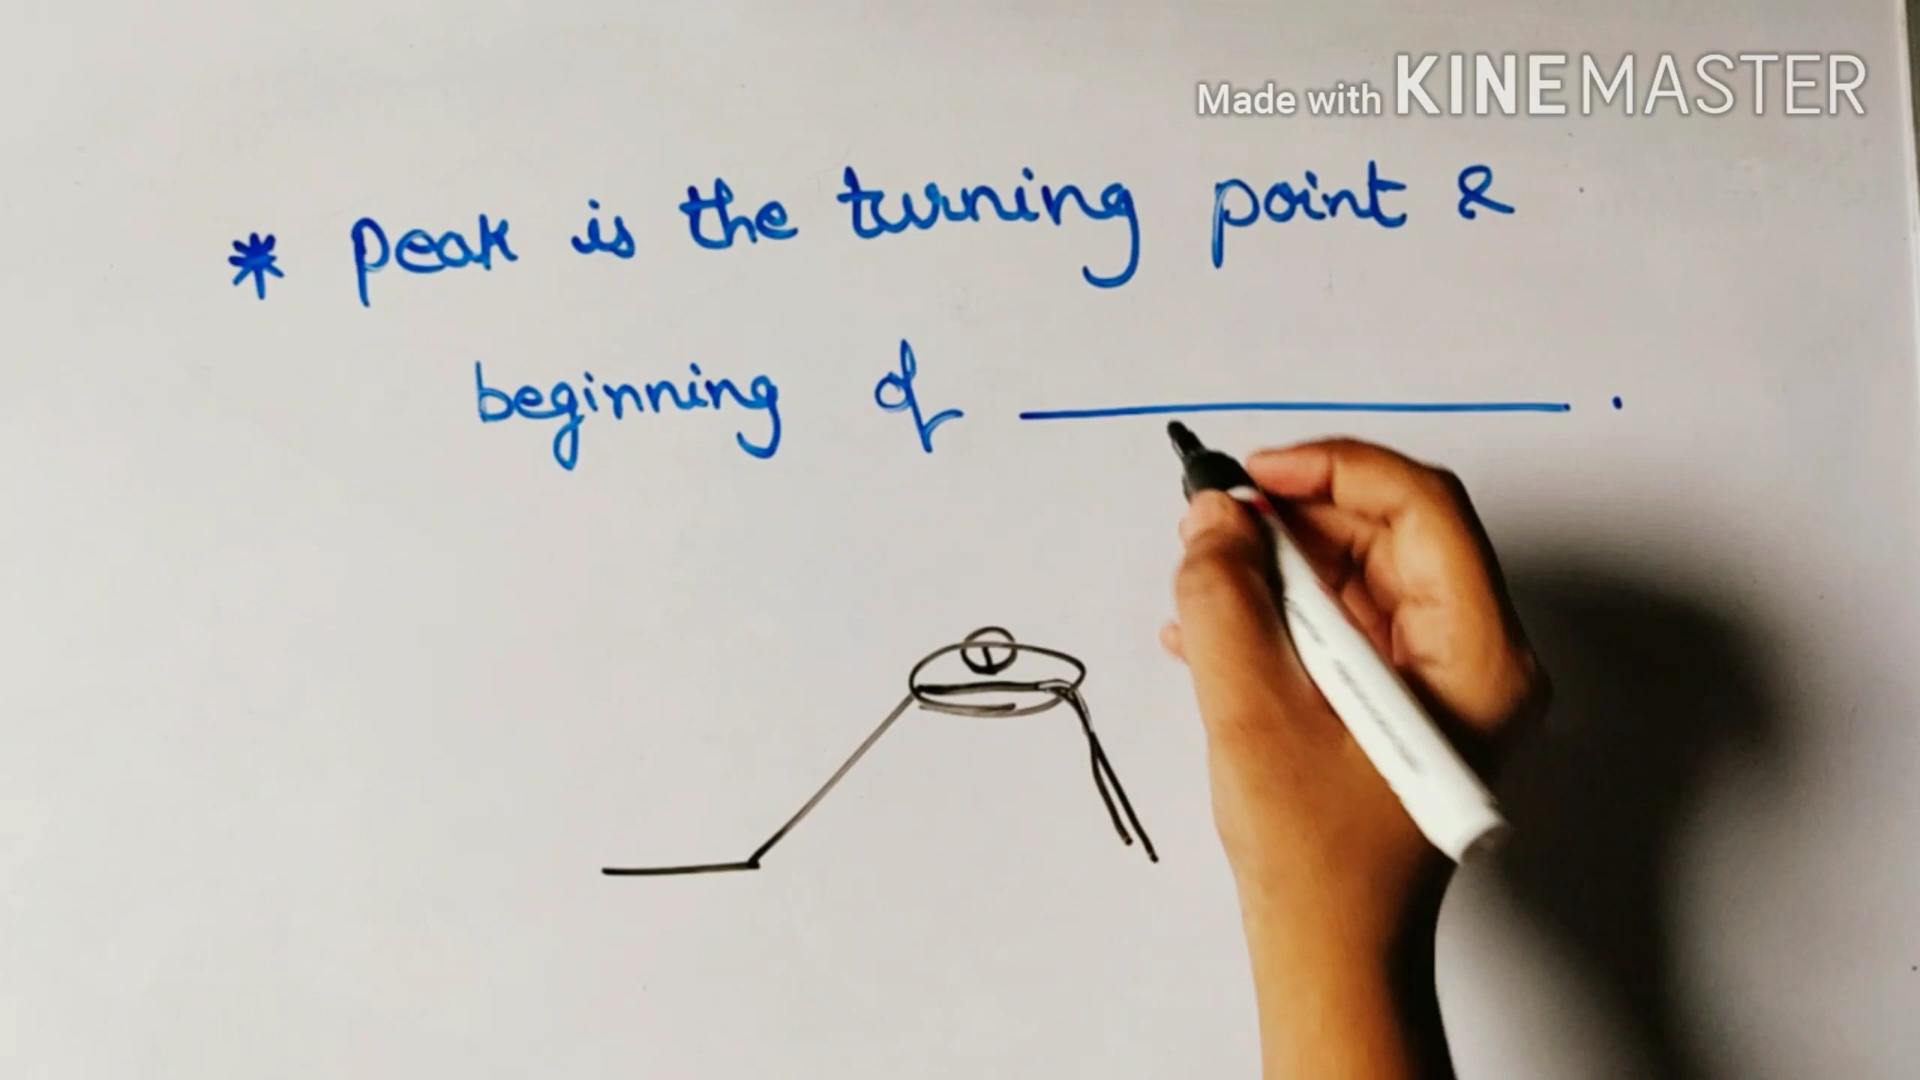 Made with KINEMASTER
* Peak is the turning point &
beginning of ____________ .